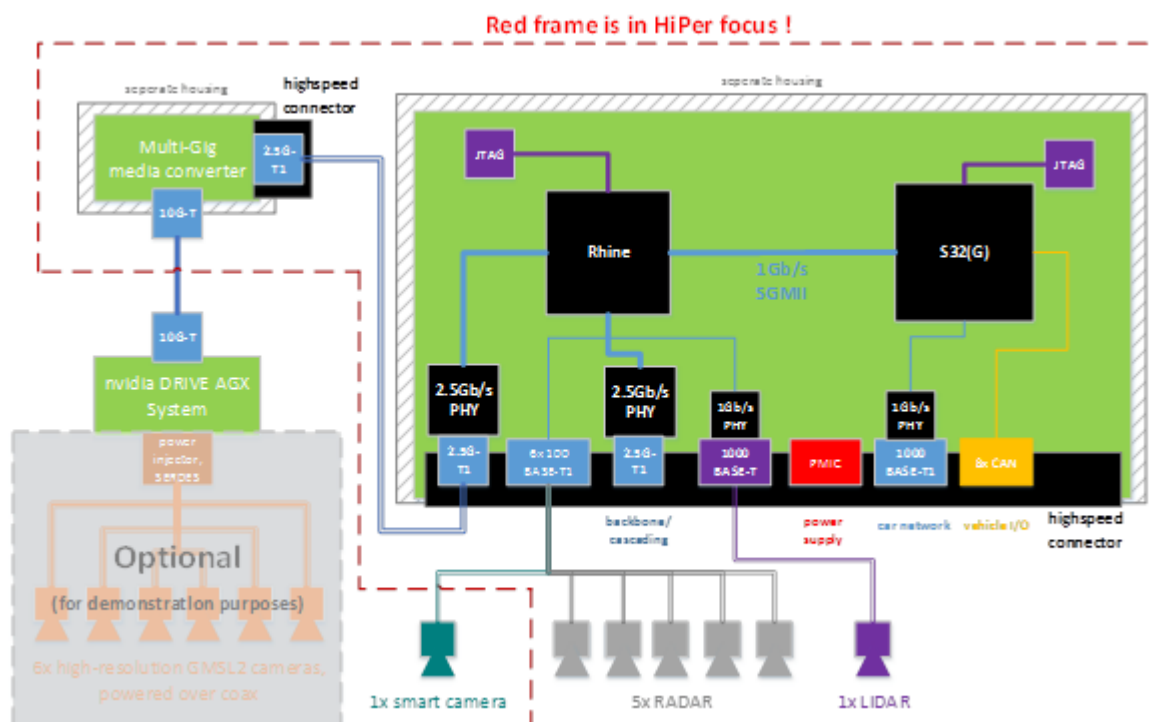 Red frame is in HiPer focus !
seperate housing
highspeed
connector
seperate housing
Multi-Gig
media converter
2.5G-
T1
10G-T
JTAG
JTAG
Rhine
S32(G)
1Gb/s
SGMII
10G-T
nvidia DRIVE AGX
System
2.5Gb/s
PHY
2.5Gb/s
PHY
1Gb/s
PHY
1Gb/s
PHY
power
injector,
SERDES
2.5G-
T1
6x 100
BASE-T1
2.5G-
T1
1000
BASE-T
PMIC
1000
BASE-T1
8x CAN
backbone/
cascading
power
supply
car network
vehicle I/O
highspeed
connector
Optional
(for demonstration purposes)
6x high-resolution GMSL2 cameras,
powered over coax
1x smart camera
5x RADAR
1x LIDAR